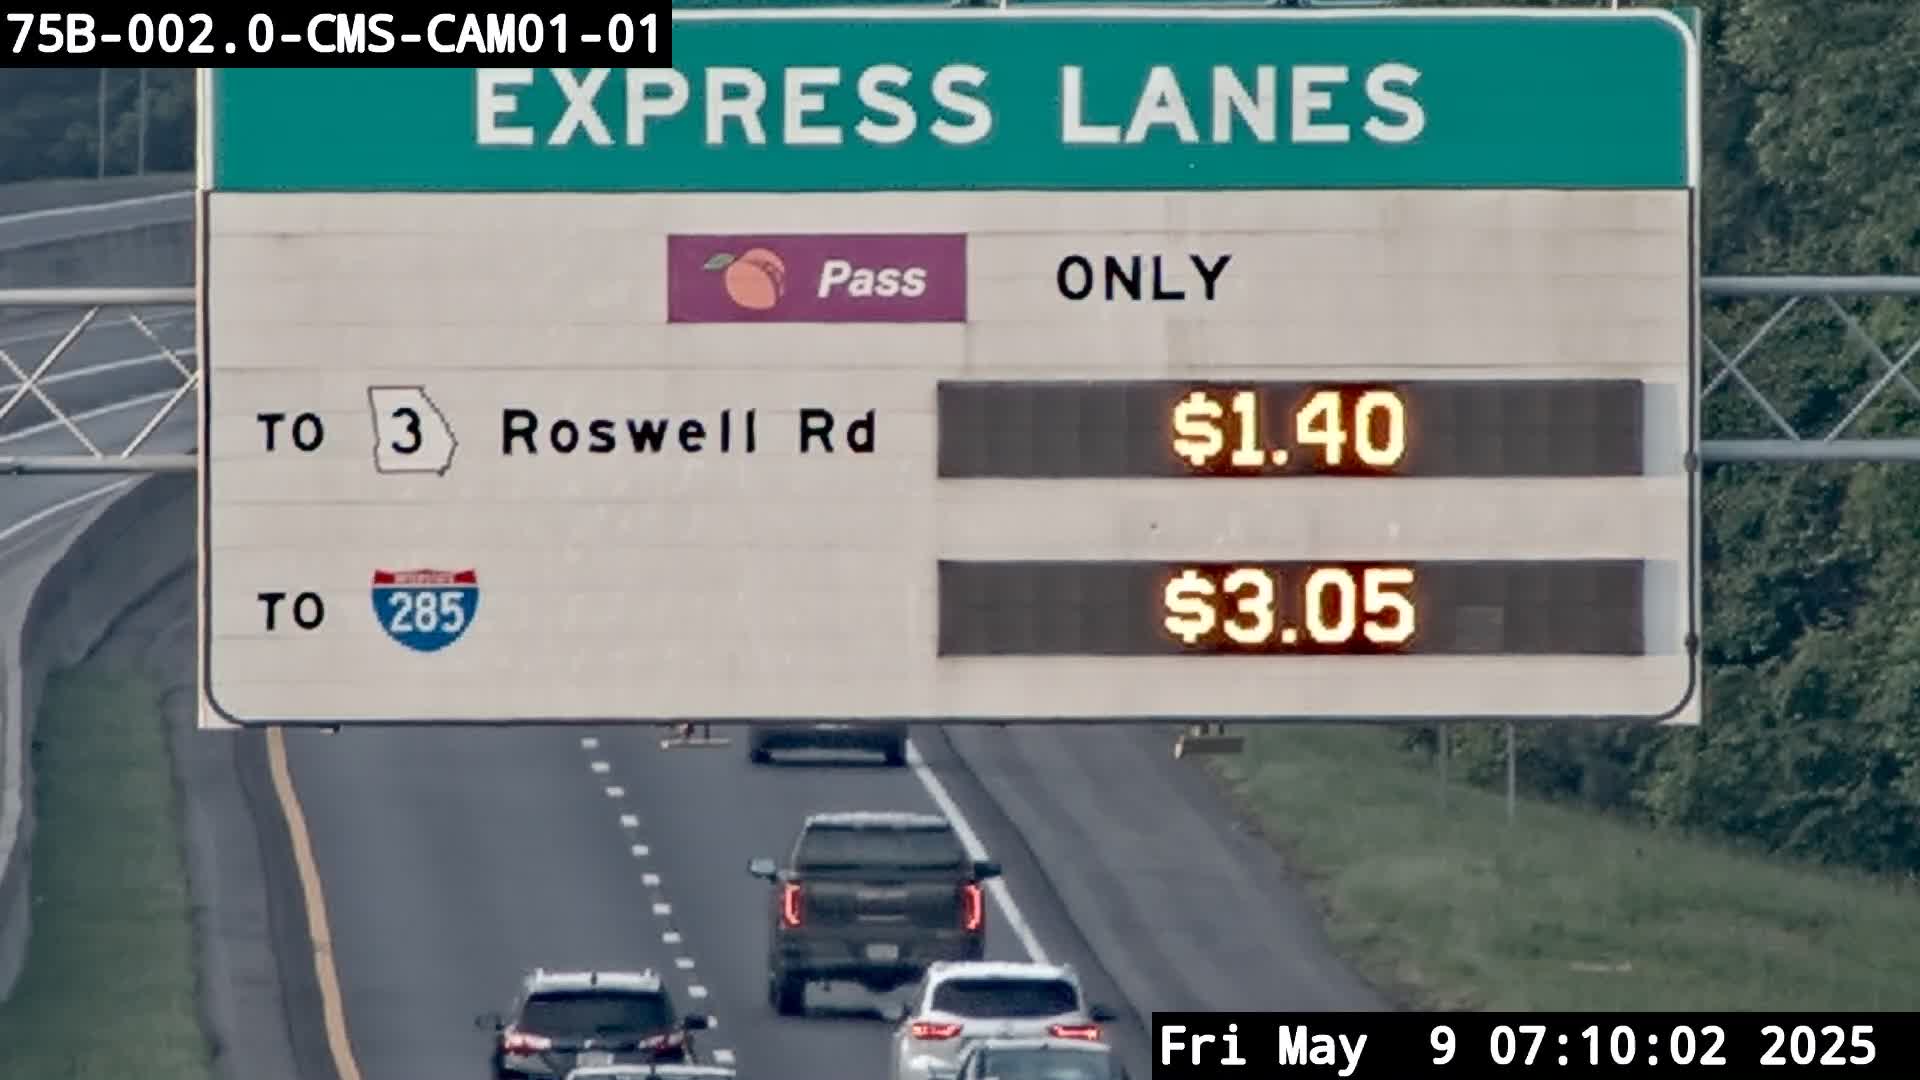 75B-002.0-CMS-CAM01-01
EXPRESS LANES
Pass ONLY
TO 3 Roswell Rd $1.40
TO 285 $3.05
Fri May 9 07:10:02 2025